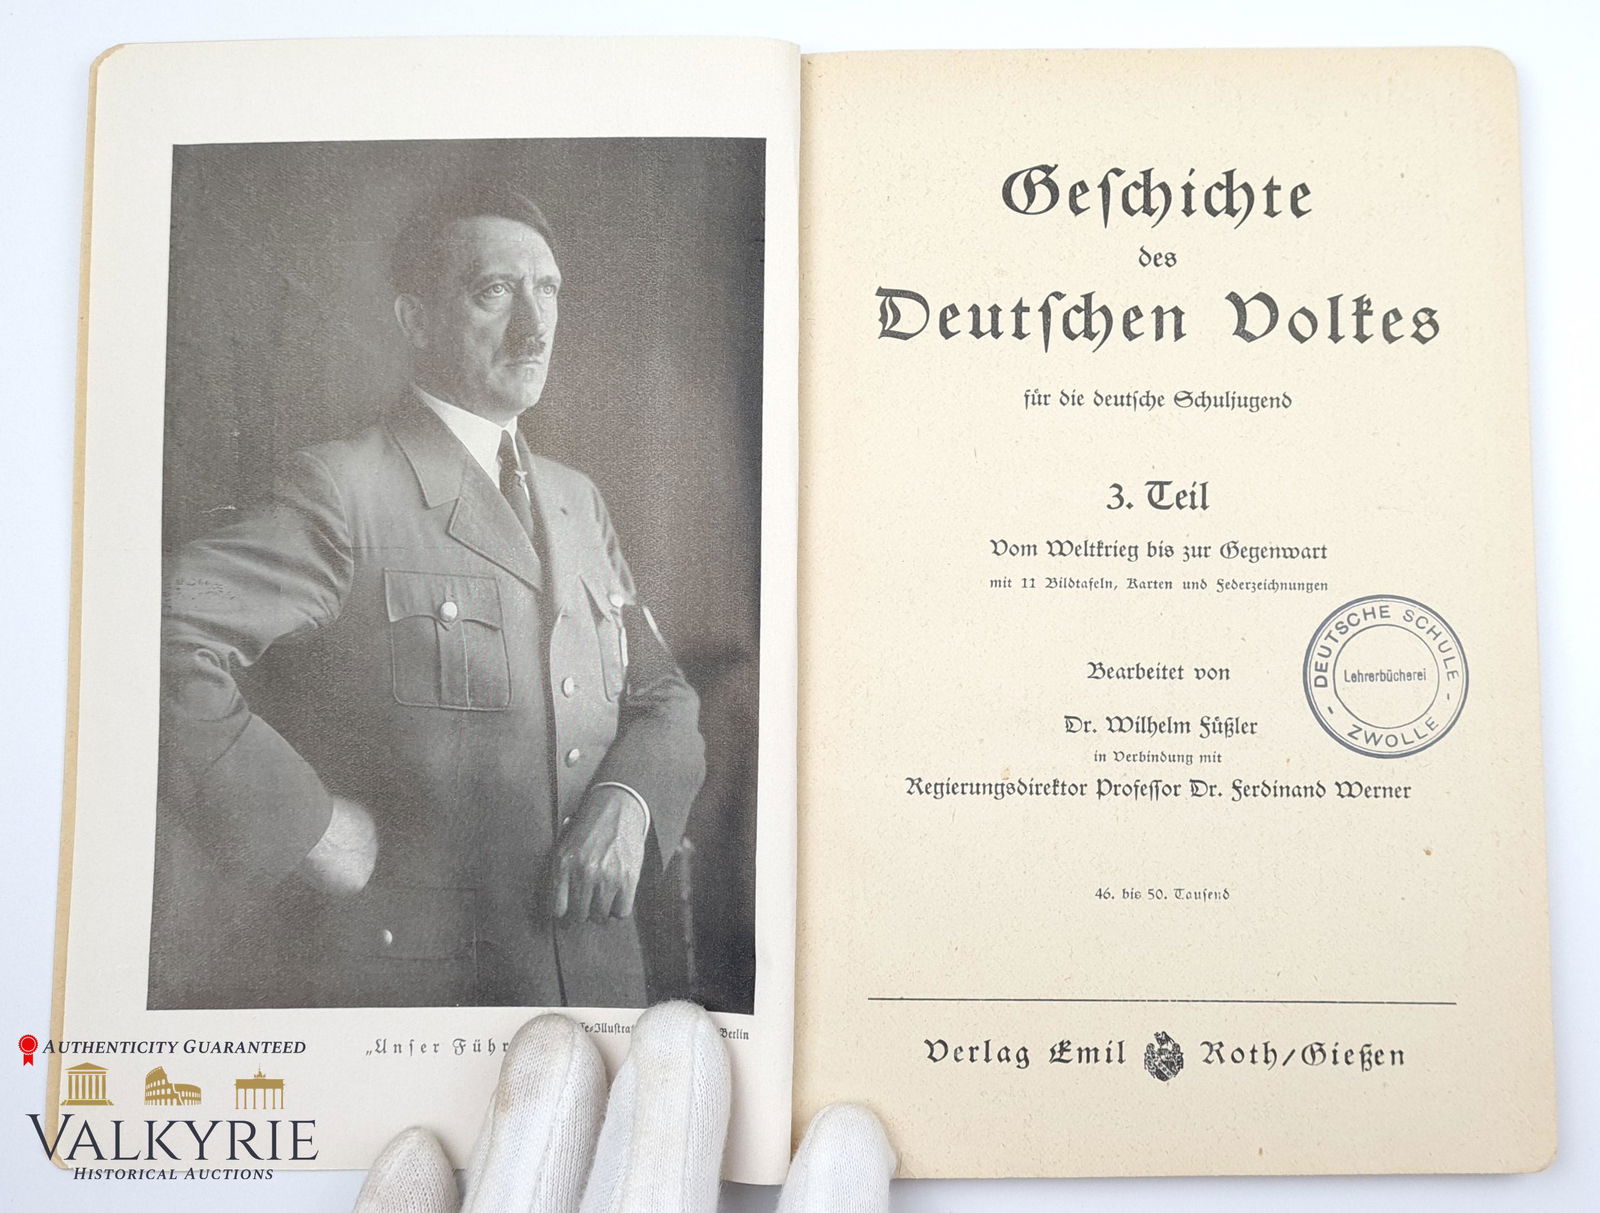 Geschichte
des
Deutschen Volkes
für die deutsche Schuljugend
3. Teil
Vom Weltkrieg bis zur Gegenwart
mit 11 Bildtafeln, Karten und Federzeichnungen
DEUTSCHE SCHULE
Lehrerbücherei
- ZWOLLE -
Bearbeitet von
Dr. Wilhelm Füßler
in Verbindung mit
Regierungsdirektor Professor Dr. Ferdinand Werner
46. bis 50. Tausend
Verlag Emil Roth/Gießen
Berlin
„Unser
AUTHENTICITY GUARANTEED
VALKYRIE
HISTORICAL AUCTIONS